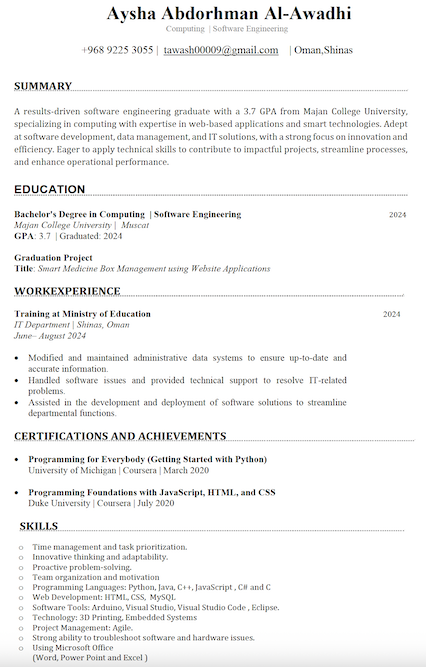 Aysha Abdorhman Al-Awadhi
Computing | Software Engineering
+968 9225 3055 | tawash00009@gmail.com | Oman,Shinas
SUMMARY
A results-driven software engineering graduate with a 3.7 GPA from Majan College University,
specializing in computing with expertise in web-based applications and smart technologies. Adept
at software development, data management, and IT solutions, with a strong focus on innovation and
efficiency. Eager to apply technical skills to contribute to impactful projects, streamline processes,
and enhance operational performance.
EDUCATION
Bachelor's Degree in Computing | Software Engineering 2024
Majan College University | Muscat
GPA: 3.7 | Graduated: 2024
Graduation Project
Title: Smart Medicine Box Management using Website Applications
WORKEXPERIENCE
Training at Ministry of Education 2024
IT Department | Shinas, Oman
June– August 2024
• Modified and maintained administrative data systems to ensure up-to-date and
accurate information.
• Handled software issues and provided technical support to resolve IT-related
problems.
• Assisted in the development and deployment of software solutions to streamline
departmental functions.
CERTIFICATIONS AND ACHIEVEMENTS
• Programming for Everybody (Getting Started with Python)
University of Michigan | Coursera | March 2020
• Programming Foundations with JavaScript, HTML, and CSS
Duke University | Coursera | July 2020
SKILLS
o Time management and task prioritization.
o Innovative thinking and adaptability.
o Proactive problem-solving.
o Team organization and motivation
o Programming Languages: Python, Java, C++, JavaScript , C# and C
o Web Development: HTML, CSS, MySQL
o Software Tools: Arduino, Visual Studio, Visual Studio Code , Eclipse.
o Technology: 3D Printing, Embedded Systems
o Project Management: Agile.
o Strong ability to troubleshoot software and hardware issues.
o Using Microsoft Office
(Word, Power Point and Excel )